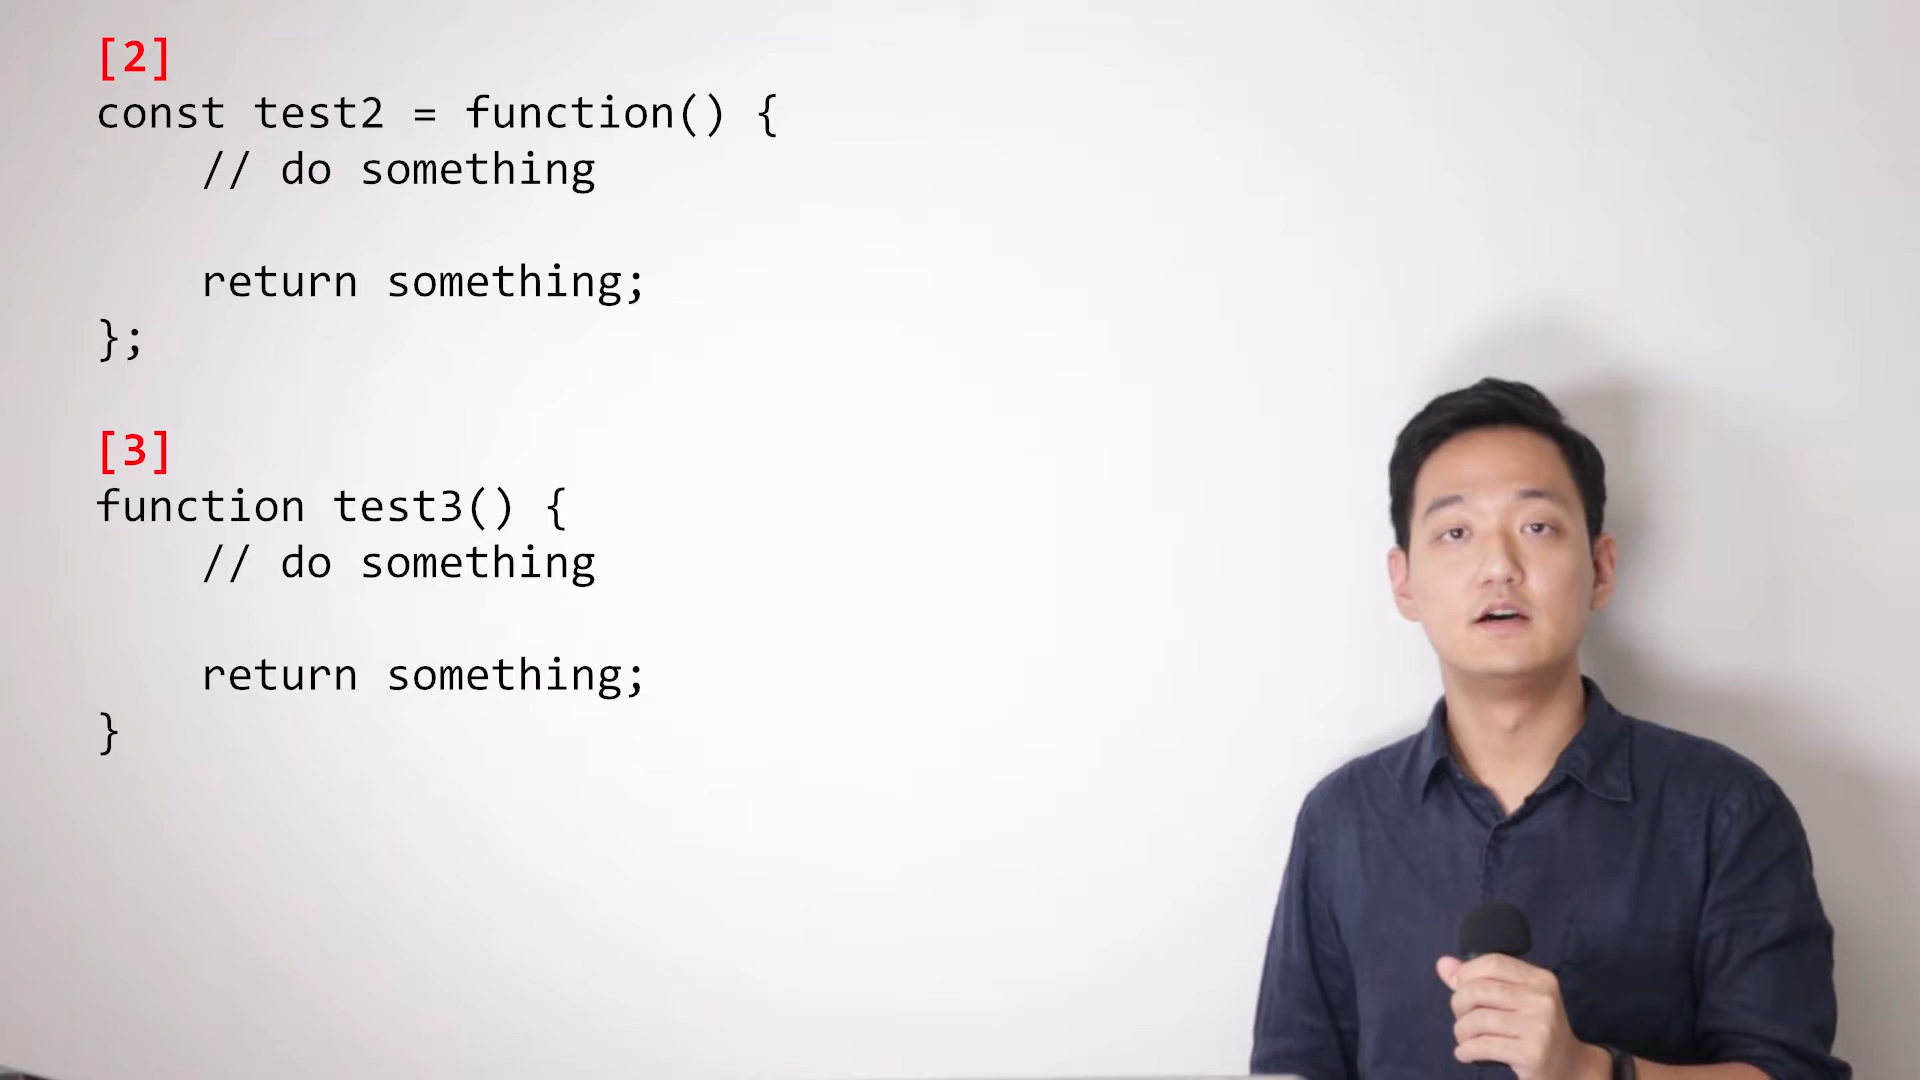 [2]
const test2 = function() {
    // do something

    return something;
};

[3]
function test3() {
    // do something

    return something;
}